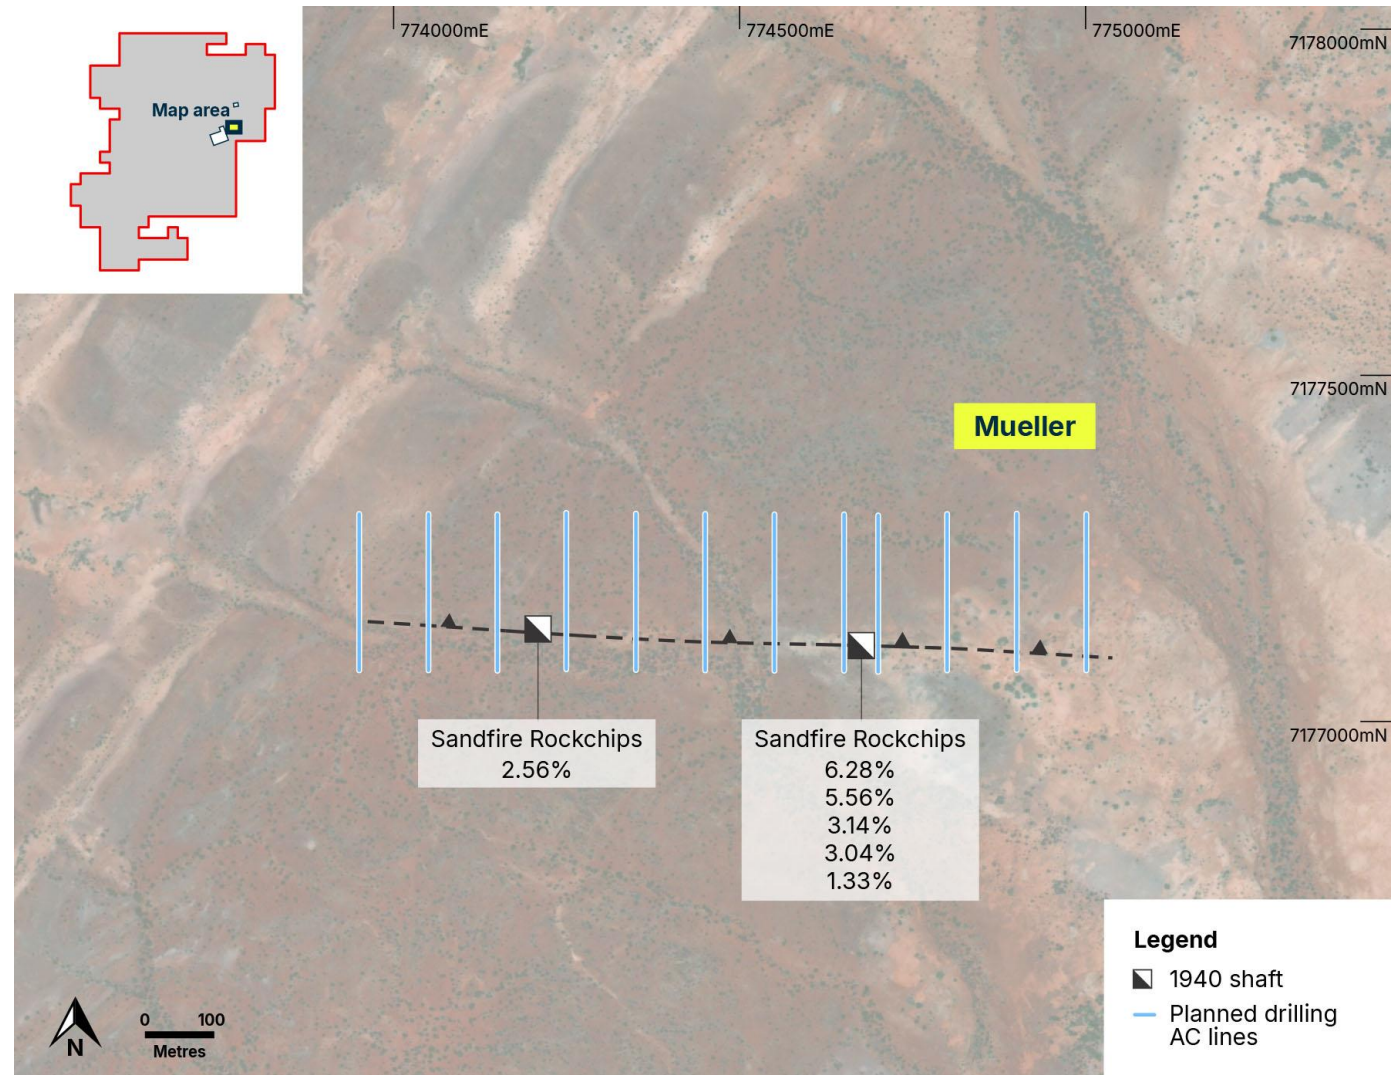 774000mE
774500mE
775000mE
7178000mN
Map area
7177500mN
Mueller
7177000mN
Sandfire Rockchips
2.56%
Sandfire Rockchips
6.28%
5.56%
3.14%
3.04%
1.33%
Legend
1940 shaft
Planned drilling
AC lines
0 100
Metres
N